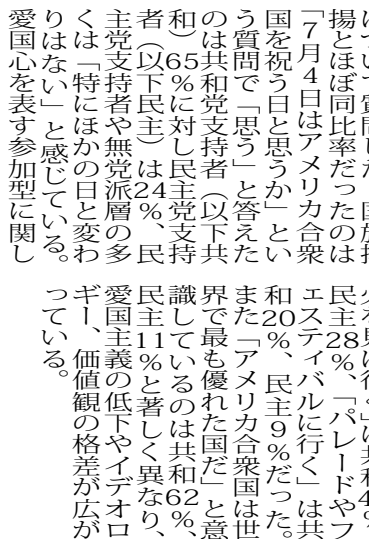 揚とほぼ同比率だったのは
「7月4日はアメリカ合衆
国を祝う日と思うか」とい
う質問で「思う」と答えた
のは共和党支持者（以下共
和）65%に対し民主党支持
者（以下民主）は24%、民
主党支持者や無党派層の多
くは「特にほかの日と変わ
りはない」と感じている。
愛国心を表す参加型に関し
民主28%、「パレードやフ
ェスティバルに行く」は共
和20%、民主9%だった。
また「アメリカ合衆国は世
界で最も優れた国だ」と意
識しているのは共和62%、
民主11%と著しく異なり、
愛国主義の低下やイデオロ
ギー、価値観の格差が広が
っている。